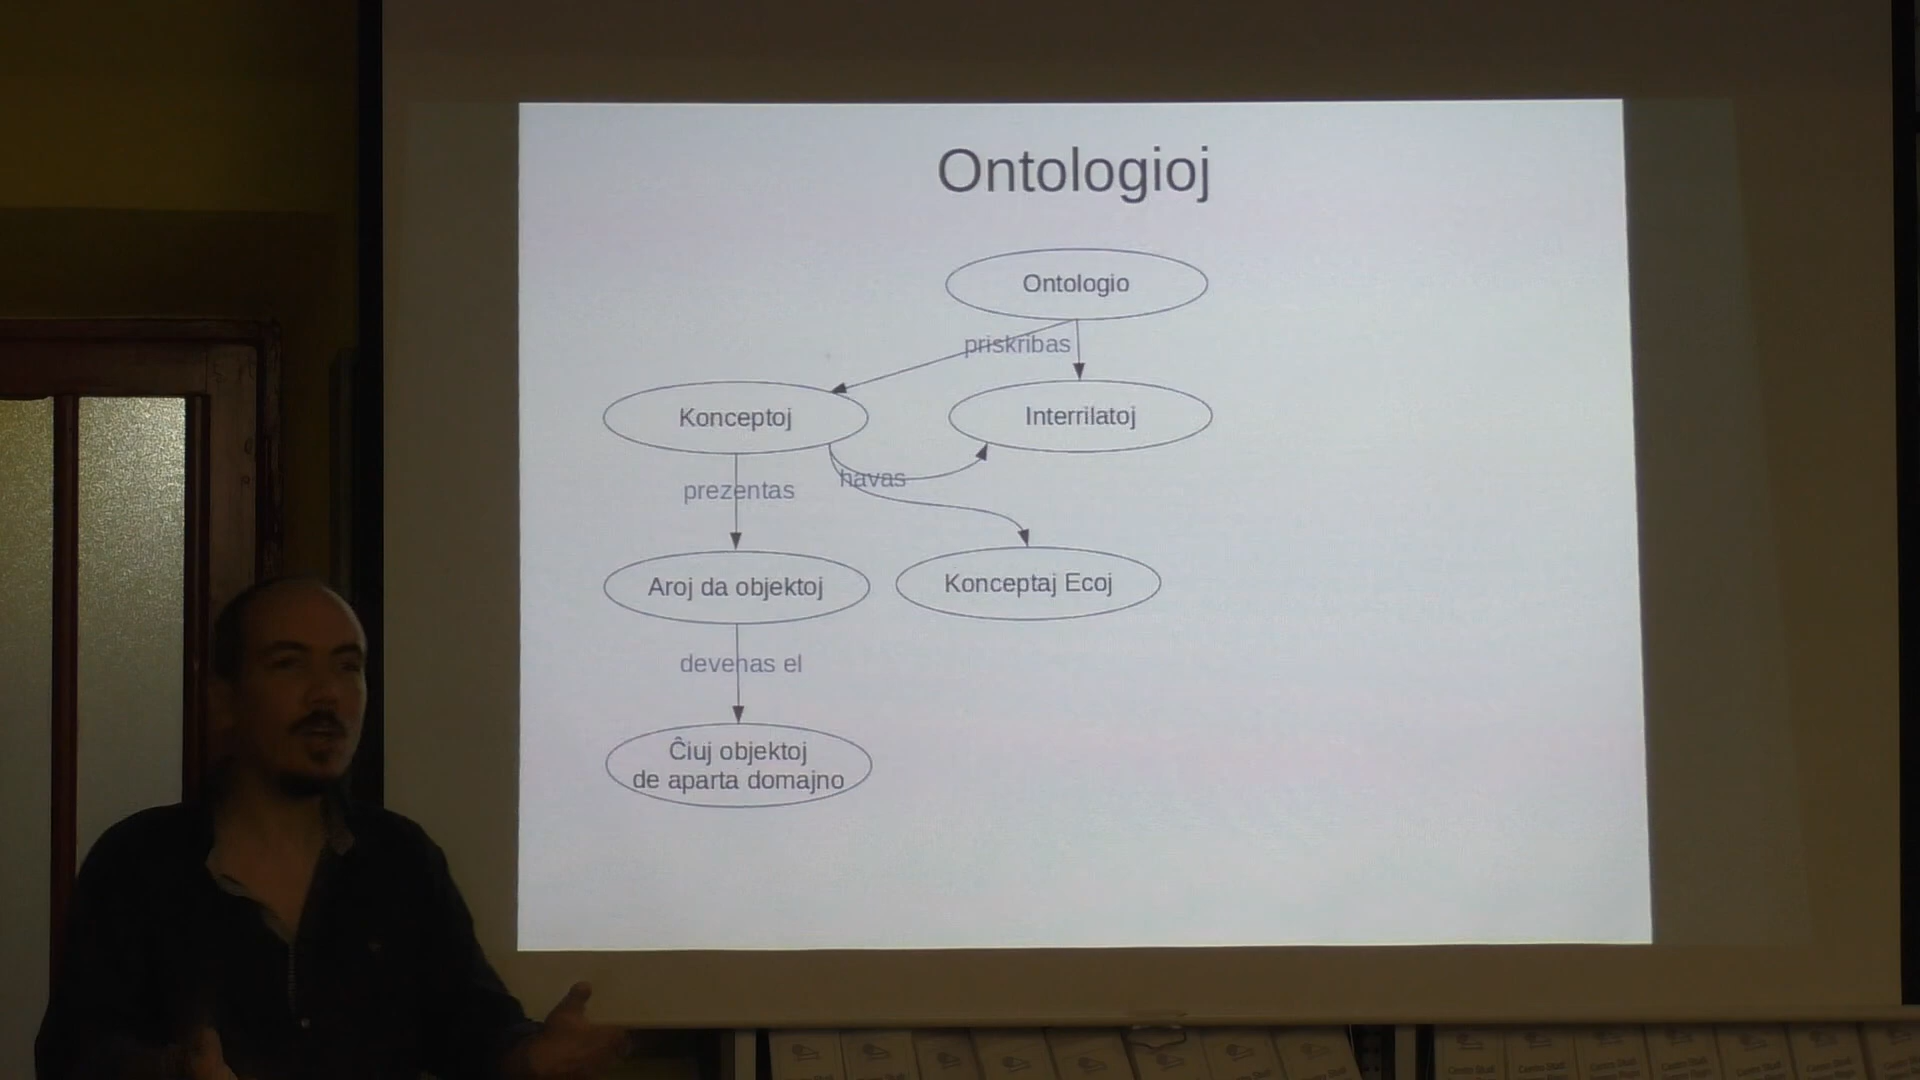 Ontologioj
Ontologio
priskribas
Konceptoj
Interrilatoj
havas
prezentas
Aroj da objektoj
Konceptaj Ecoj
devenas el
Ĉiuj objektoj
de aparta domajno